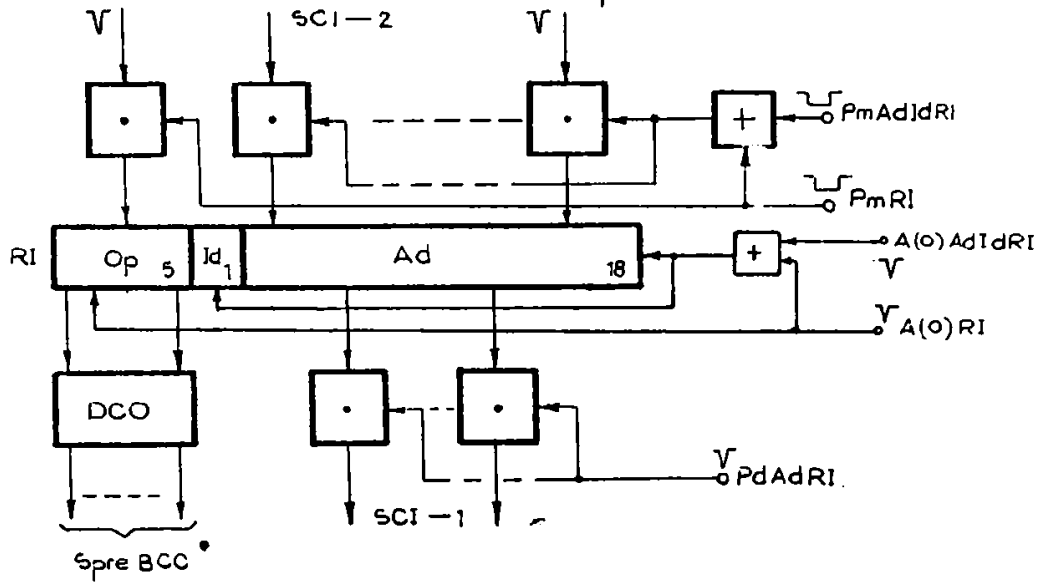 SCI-2
PmAdIdRI
PmRI
RI
Op 5
Id 1
Ad 18
A(0) AdIdRI
A(0) RI
DCO
PdAdRI
SCI-1
Spre BCC